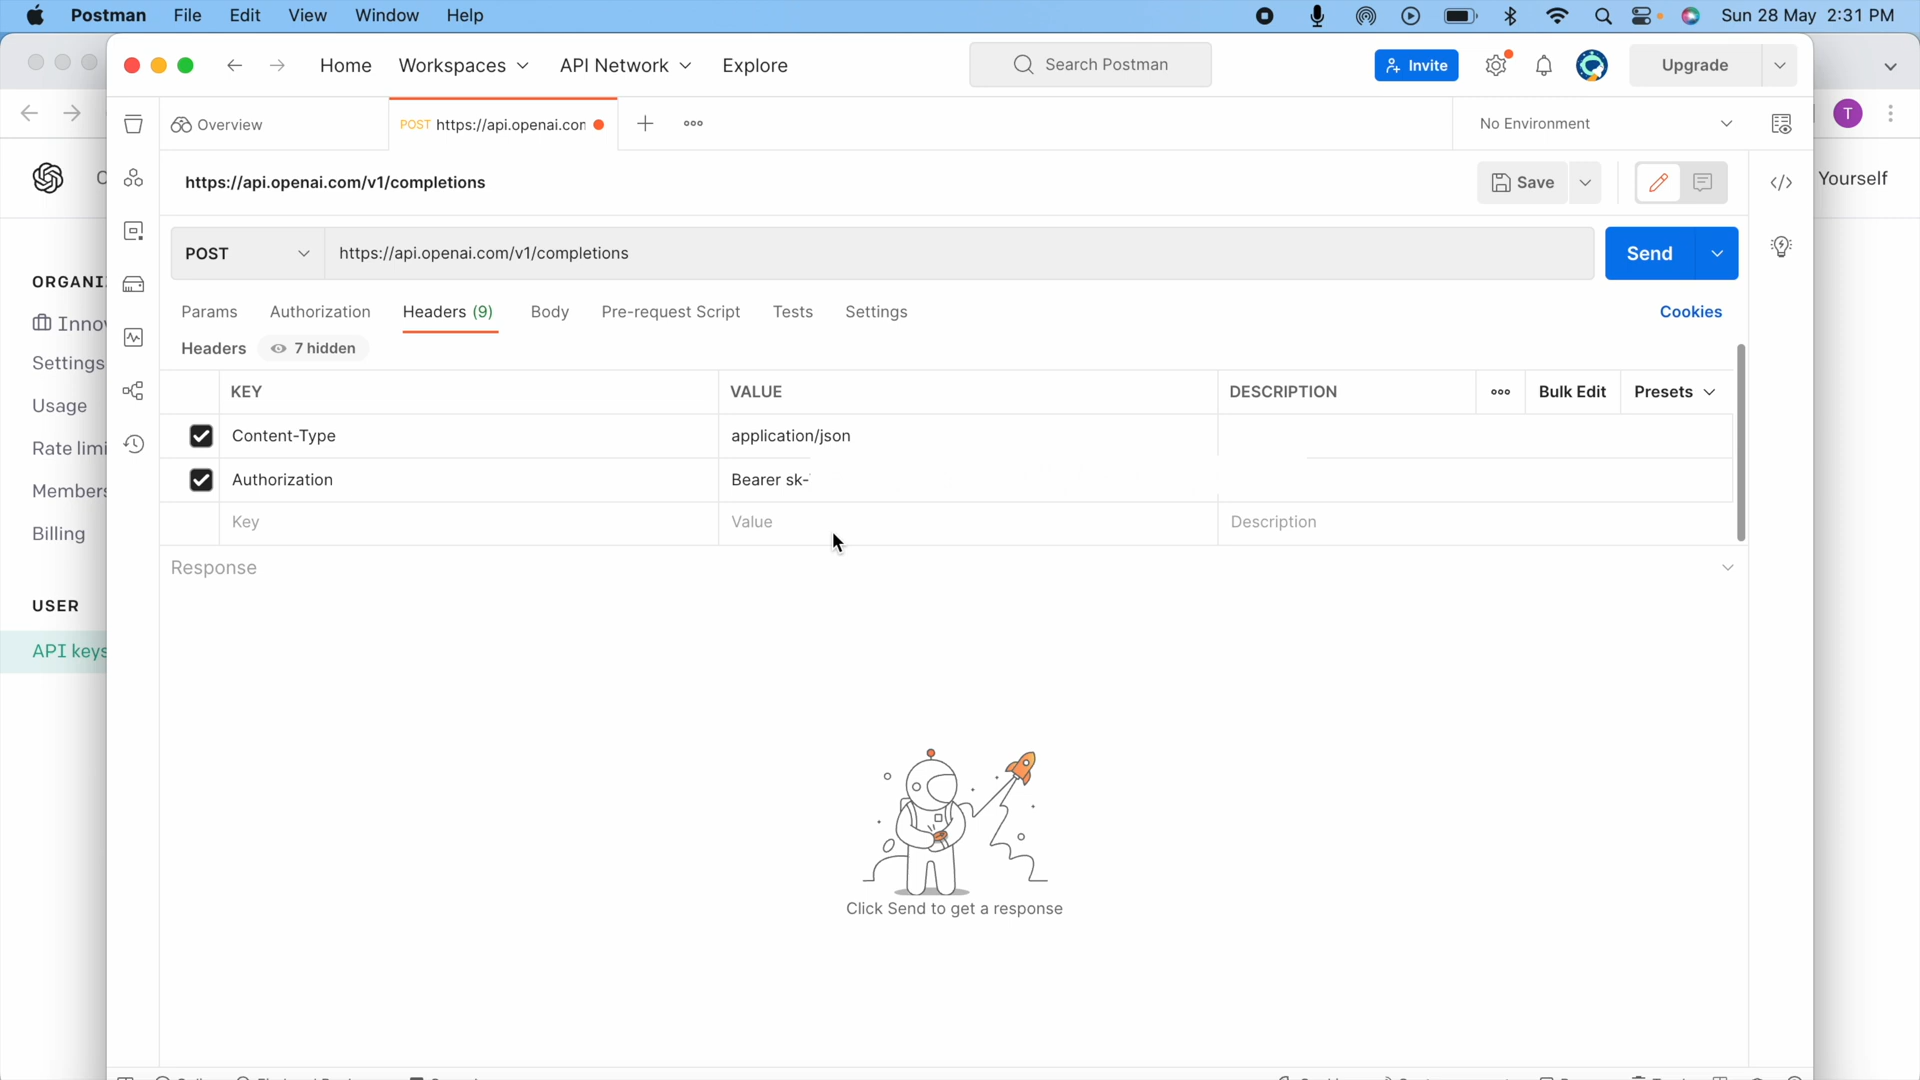 Postman File Edit View Window Help Sun 28 May 2:31 PM
Home Workspaces API Network Explore Search Postman Invite Upgrade
T
Overview POST https://api.openai.con No Environment
https://api.openai.com/v1/completions Save
Yourself
POST https://api.openai.com/v1/completions Send
ORGANI
Params Authorization Headers (9) Body Pre-request Script Tests Settings Cookies
Innov
Headers 7 hidden
Settings
KEY VALUE DESCRIPTION Bulk Edit Presets
Usage
Content-Type application/json
Rate limi
Authorization Bearer sk-
Members
Key Value Description
Billing
Response
USER
API keys
Click Send to get a response